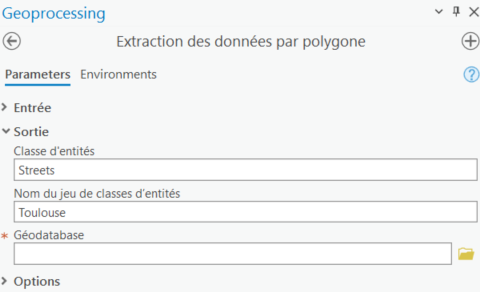 Geoprocessing
Extraction des données par polygone
Parameters Environments
Entrée
Sortie
Classe d'entités
Streets
Nom du jeu de classes d'entités
Toulouse
* Géodatabase
Options